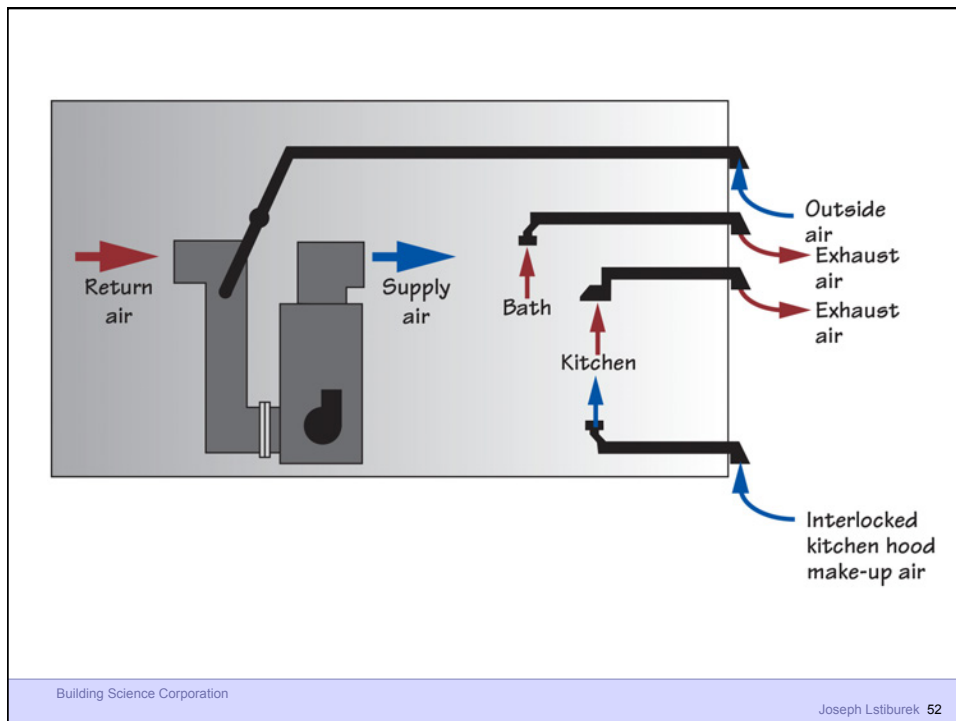 Outside
air
Return
air
Supply
air
Bath
Exhaust
air
Exhaust
air
Kitchen
Interlocked
kitchen hood
make-up air
Building Science Corporation
Joseph Lstiburek 52